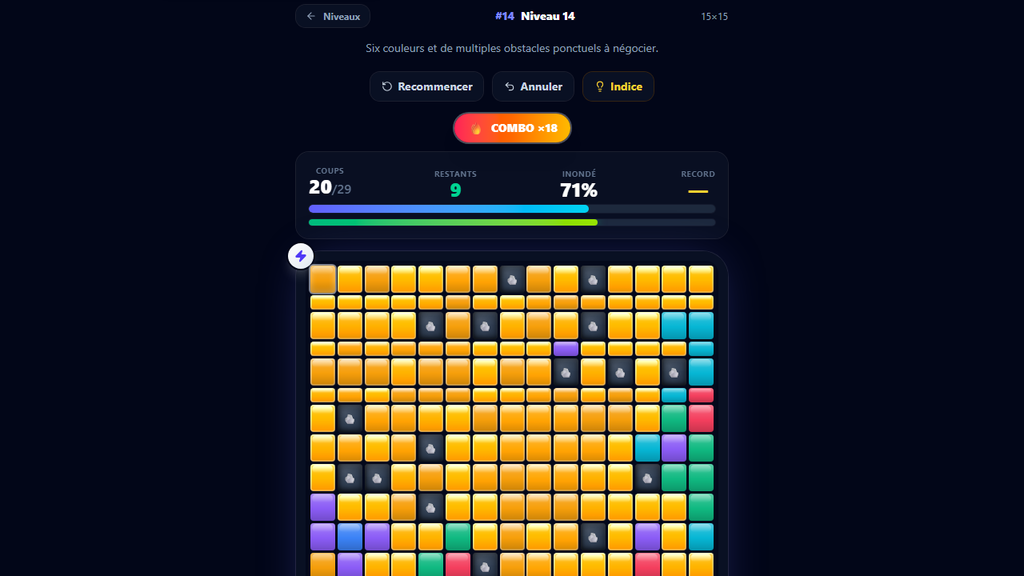 ← Niveaux
#14 Niveau 14
15×15
Six couleurs et de multiples obstacles ponctuels à négocier.
Recommencer
Annuler
Indice
COMBO ×18
COUPS
20/29
RESTANTS
9
INONDÉ
71%
RECORD
—